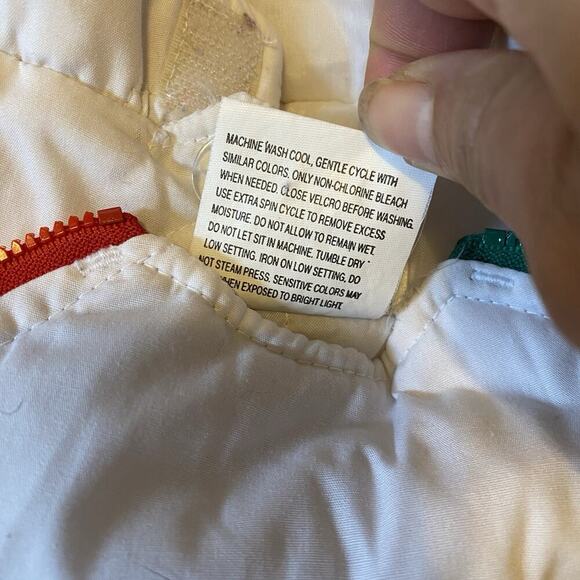 MACHINE WASH COOL, GENTLE CYCLE WITH
SIMILAR COLORS. ONLY NON-CHLORINE BLEACH
WHEN NEEDED. CLOSE VELCRO BEFORE WASHING.
USE EXTRA SPIN CYCLE TO REMOVE EXCESS
MOISTURE. DO NOT ALLOW TO REMAIN WET.
DO NOT LET SIT IN MACHINE. TUMBLE DRY
LOW SETTING. IRON ON LOW SETTING, DO
NOT STEAM PRESS. SENSITIVE COLORS MAY
WHEN EXPOSED TO BRIGHT LIGHT.